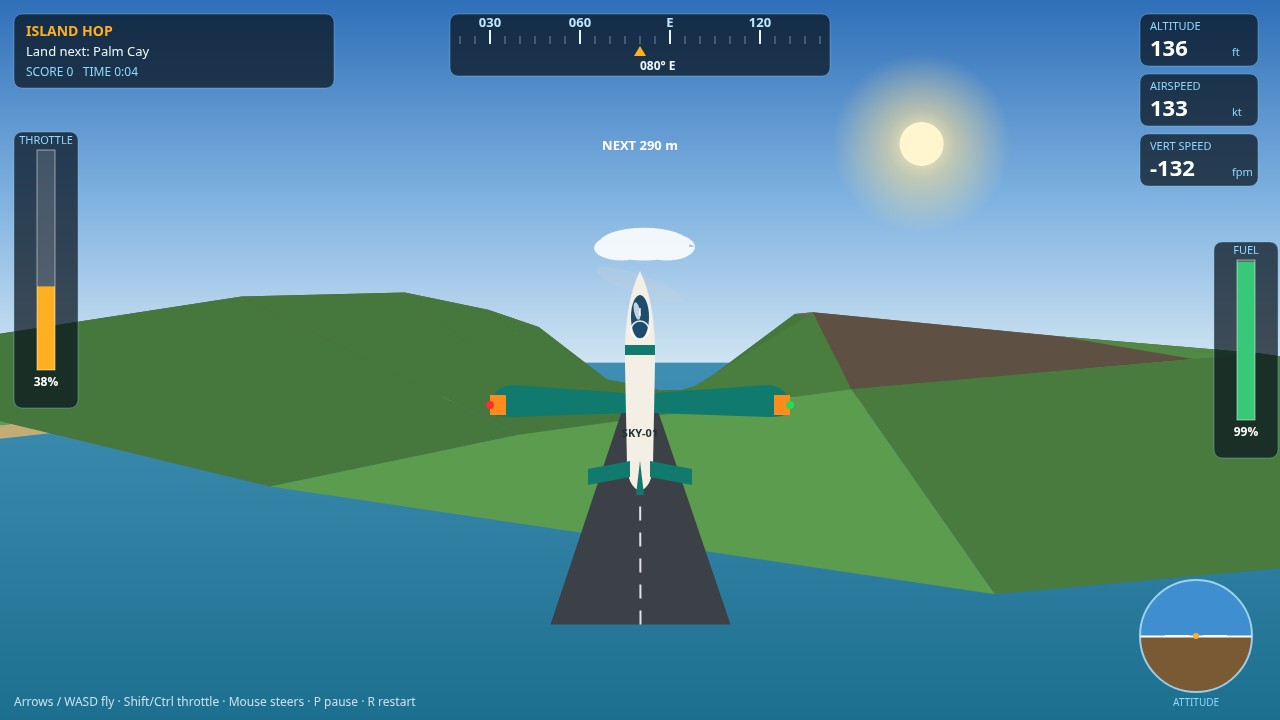 ISLAND HOP
Land next: Palm Cay
SCORE 0 TIME 0:04
030 060 E 120
080° E
ALTITUDE
136 ft
AIRSPEED
133 kt
VERT SPEED
-132 fpm
THROTTLE
38%
NEXT 290 m
FUEL
99%
SKY-01
Arrows / WASD fly · Shift/Ctrl throttle · Mouse steers · P pause · R restart
ATTITUDE